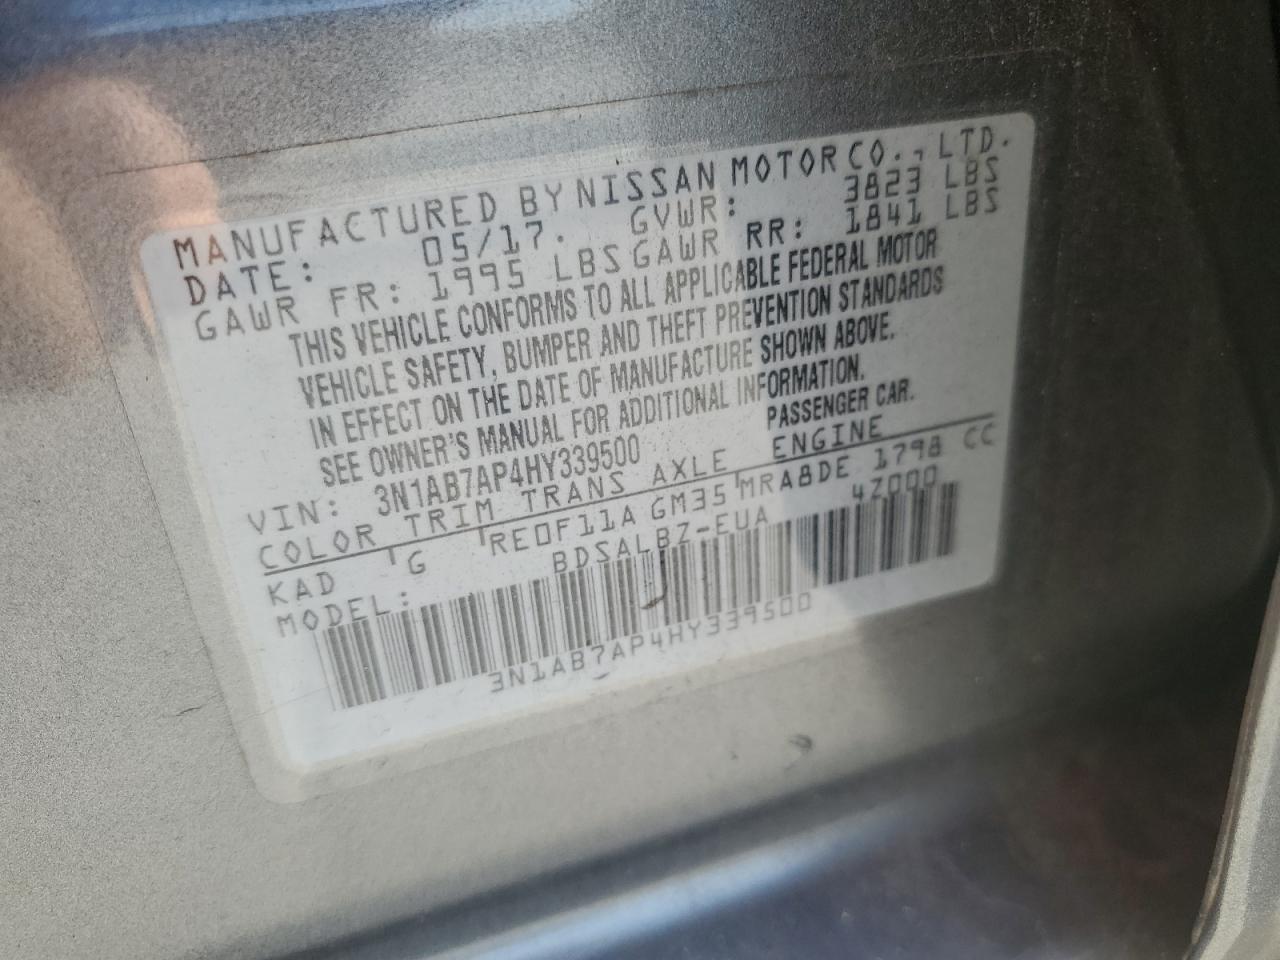 MANUFACTURED BY NISSAN MOTOR CO., LTD.
DATE: 05/17. GVWR: 3823 LBS
GAWR FR: 1995 LBS GAWR RR: 1841 LBS
THIS VEHICLE CONFORMS TO ALL APPLICABLE FEDERAL MOTOR
VEHICLE SAFETY, BUMPER AND THEFT PREVENTION STANDARDS
IN EFFECT ON THE DATE OF MANUFACTURE SHOWN ABOVE.
SEE OWNER'S MANUAL FOR ADDITIONAL INFORMATION.
PASSENGER CAR.
VIN: 3N1AB7AP4HY339500
COLOR TRIM TRANS AXLE ENGINE
KAD G RE0F11A GM35 MRA8DE 1798 CC
MODEL: BDSALBZ-EUA 4Z000
3N1AB7AP4HY339500